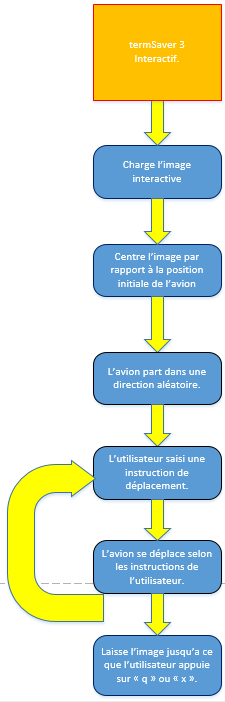 termSaver 3
Interactif.
Charge l'image
interactive
Centre l'image par
rapport à la position
initiale de l'avion
L'avion part dans une
direction aléatoire.
L'utilisateur saisi une
instruction de
déplacement.
L'avion se déplace selon
les instructions de
l'utilisateur.
Laisse l'image jusqu'a ce
que l'utilisateur appuie
sur « q » ou « x ».